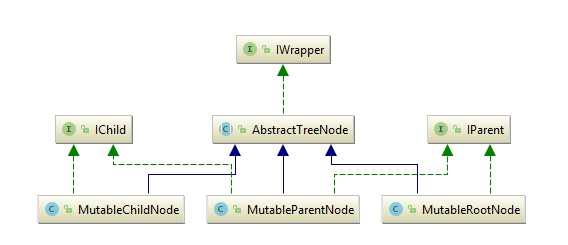 I IWrapper
I IChild
C AbstractTreeNode
I IParent
C MutableChildNode
C MutableParentNode
C MutableRootNode